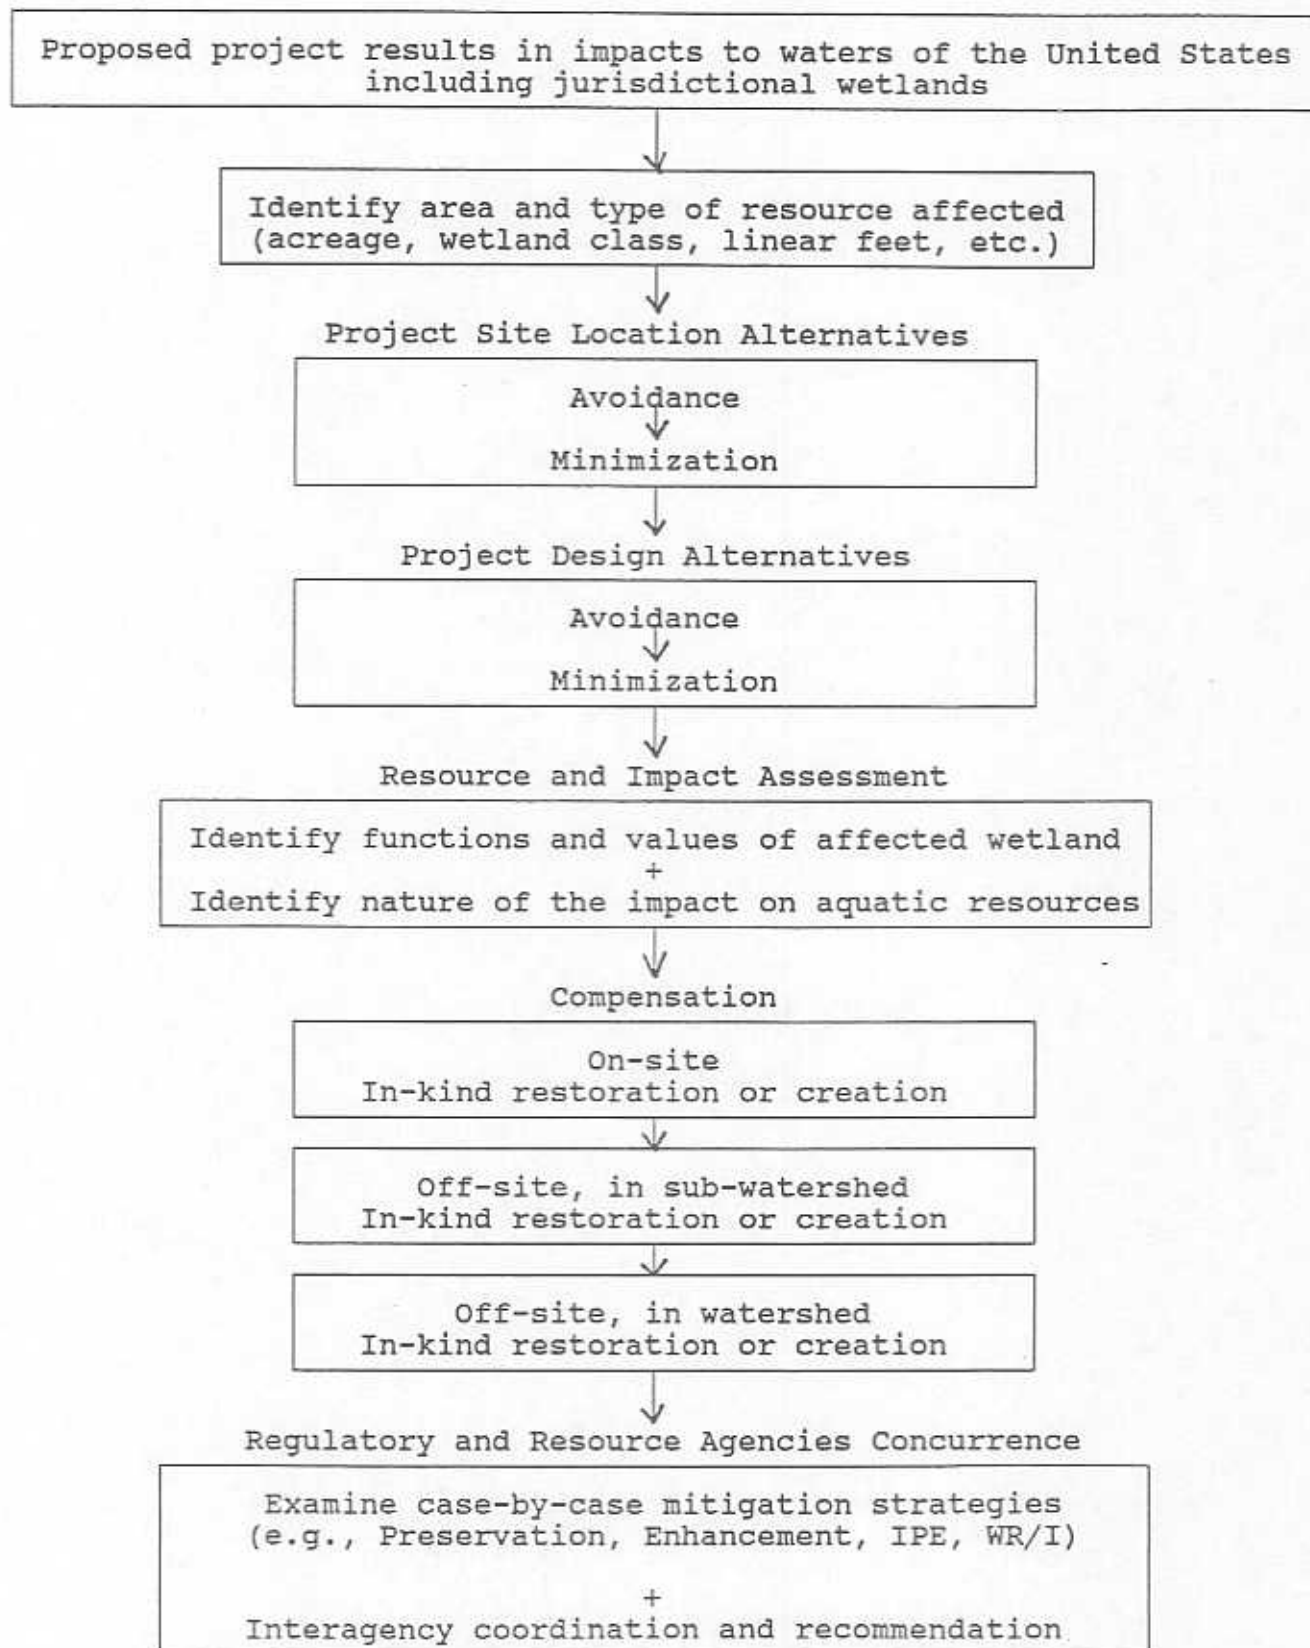 Proposed project results in impacts to waters of the United States
including jurisdictional wetlands
Identify area and type of resource affected
(acreage, wetland class, linear feet, etc.)
Project Site Location Alternatives
Avoidance
Minimization
Project Design Alternatives
Avoidance
Minimization
Resource and Impact Assessment
Identify functions and values of affected wetland
+
Identify nature of the impact on aquatic resources
Compensation
On-site
In-kind restoration or creation
Off-site, in sub-watershed
In-kind restoration or creation
Off-site, in watershed
In-kind restoration or creation
Regulatory and Resource Agencies Concurrence
Examine case-by-case mitigation strategies
(e.g., Preservation, Enhancement, IPE, WR/I)
+
Interagency coordination and recommendation